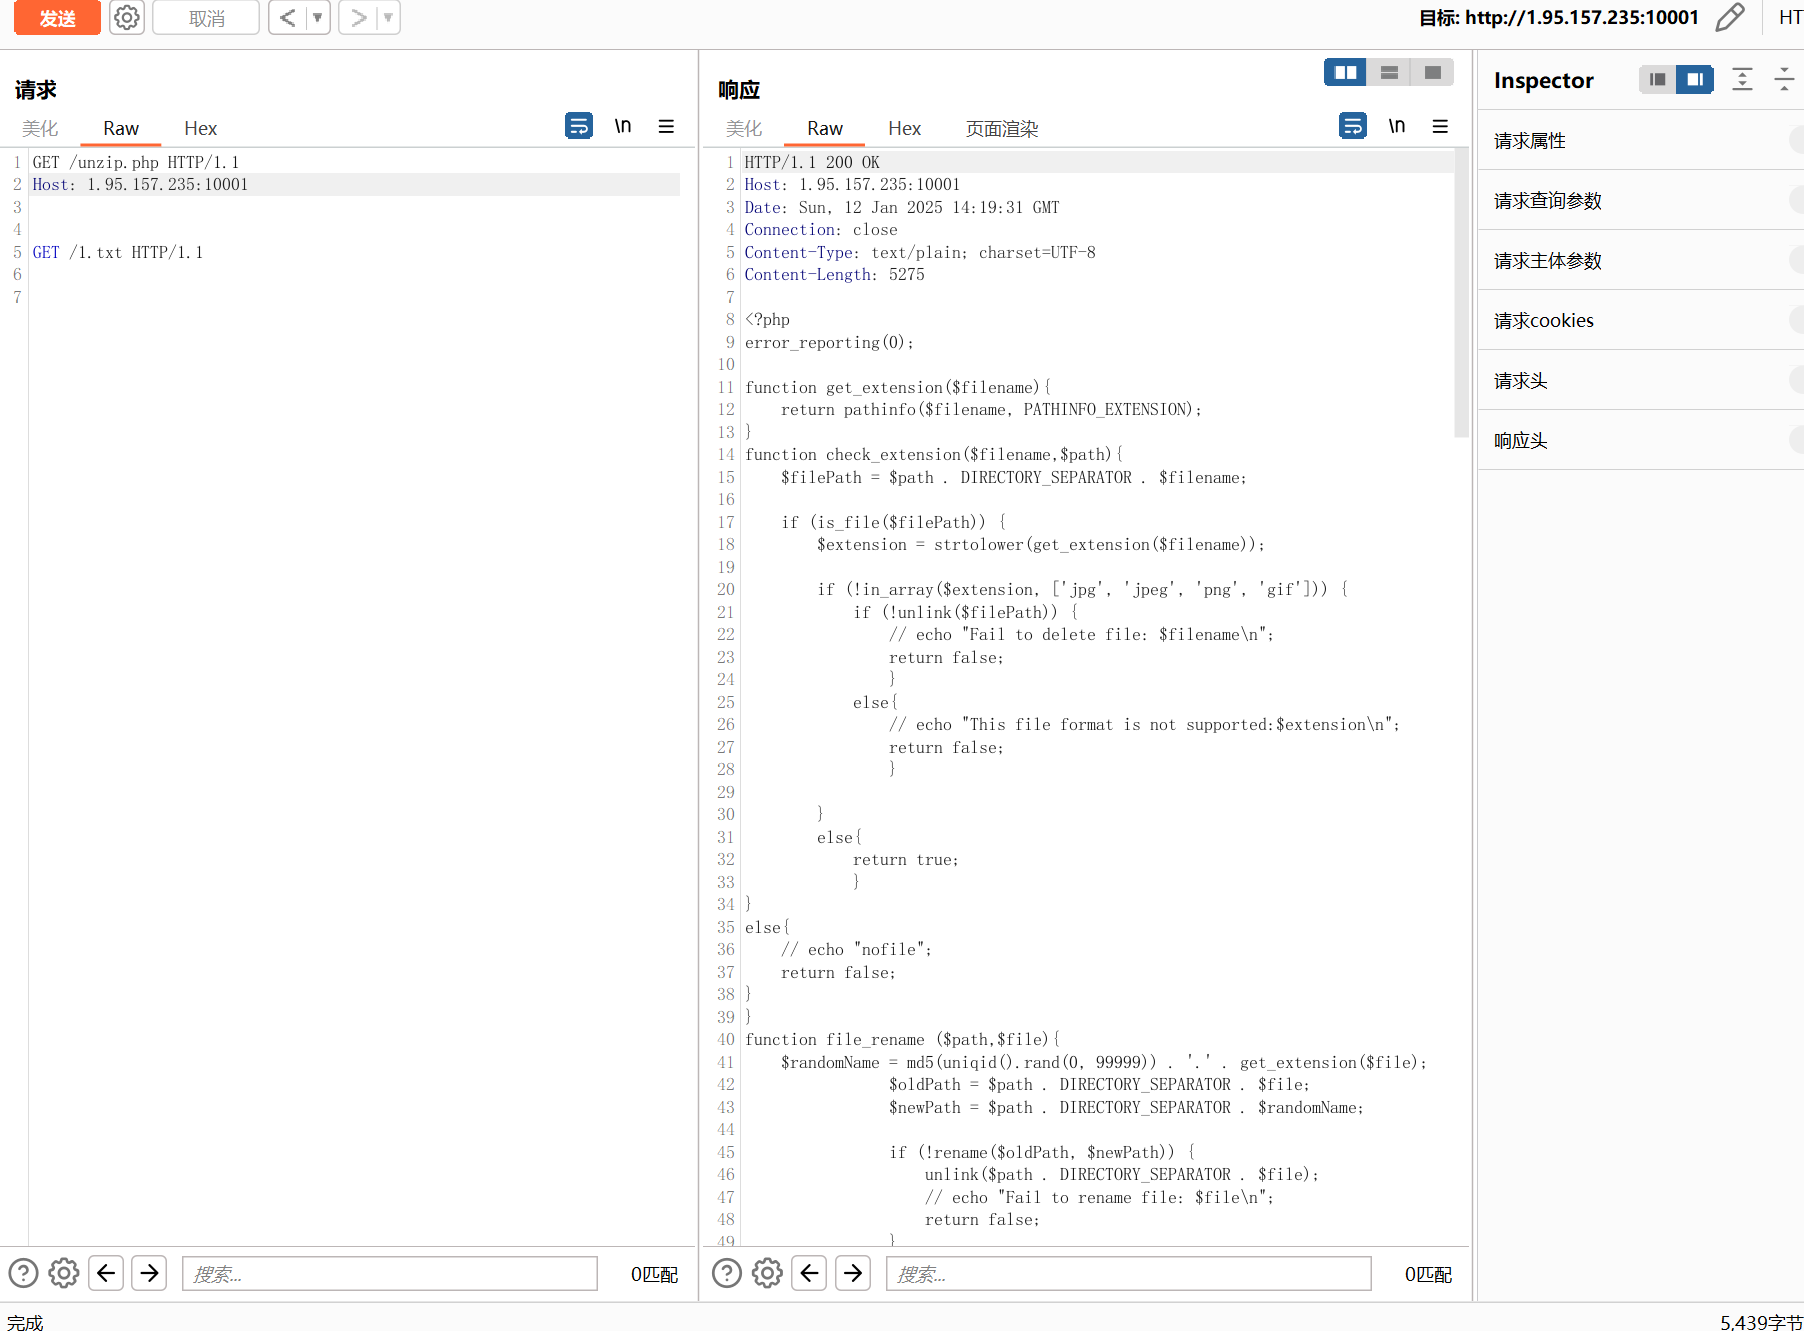 发送
取消
目标: http://1.95.157.235:10001
HT
请求
美化 Raw Hex
\n
1 GET /unzip.php HTTP/1.1
2 Host: 1.95.157.235:10001
3
4
5 GET /1.txt HTTP/1.1
6
7
搜索...
0匹配
响应
美化 Raw Hex 页面渲染
\n
1 HTTP/1.1 200 OK
2 Host: 1.95.157.235:10001
3 Date: Sun, 12 Jan 2025 14:19:31 GMT
4 Connection: close
5 Content-Type: text/plain; charset=UTF-8
6 Content-Length: 5275
7
8 <?php
9 error_reporting(0);
10
11 function get_extension($filename){
12     return pathinfo($filename, PATHINFO_EXTENSION);
13 }
14 function check_extension($filename,$path){
15     $filePath = $path . DIRECTORY_SEPARATOR . $filename;
16
17     if (is_file($filePath)) {
18         $extension = strtolower(get_extension($filename));
19
20         if (!in_array($extension, ['jpg', 'jpeg', 'png', 'gif'])) {
21             if (!unlink($filePath)) {
22                 // echo "Fail to delete file: $filename\n";
23                 return false;
24                 }
25             else{
26                 // echo "This file format is not supported:$extension\n";
27                 return false;
28                 }
29
30         }
31         else{
32             return true;
33             }
34 }
35 else{
36     // echo "nofile";
37     return false;
38 }
39 }
40 function file_rename ($path,$file){
41     $randomName = md5(uniqid().rand(0, 99999)) . '.' . get_extension($file);
42                 $oldPath = $path . DIRECTORY_SEPARATOR . $file;
43                 $newPath = $path . DIRECTORY_SEPARATOR . $randomName;
44
45                 if (!rename($oldPath, $newPath)) {
46                     unlink($path . DIRECTORY_SEPARATOR . $file);
47                     // echo "Fail to rename file: $file\n";
48                     return false;
49                 }
搜索...
0匹配
Inspector
请求属性
请求查询参数
请求主体参数
请求cookies
请求头
响应头
完成
5,439字节